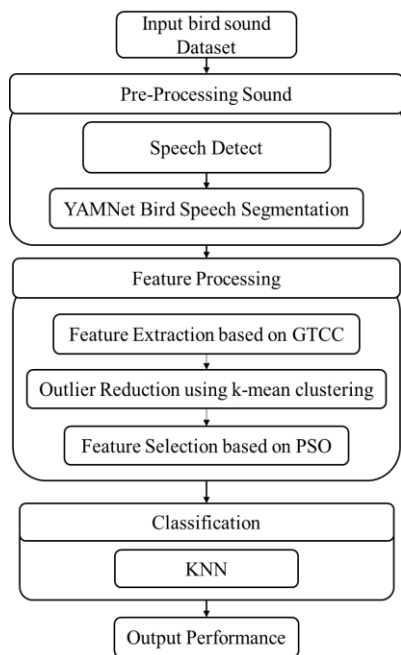 Input bird sound
Dataset
Pre-Processing Sound
Speech Detect
YAMNet Bird Speech Segmentation
Feature Processing
Feature Extraction based on GTCC
Outlier Reduction using k-mean clustering
Feature Selection based on PSO
Classification
KNN
Output Performance